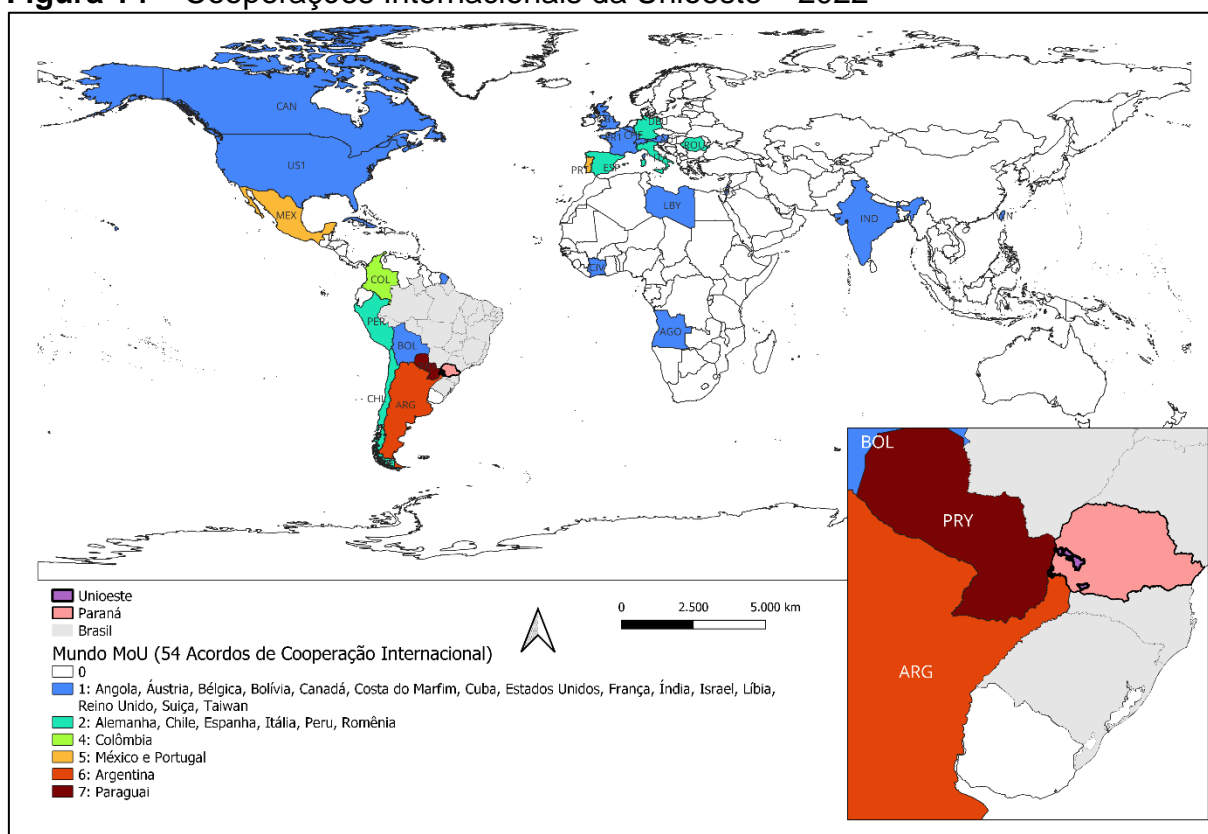 Figura 14 – Cooperações Internacionais da Unioeste – 2022
CAN
US1
MEX
COL
PER
BOL
CHL
ARG
DEU
CHE
ROU
ESP
LBY
CIV
AGO
IND
TWN
BOL
PRY
ARG
Unioeste
Paraná
Brasil
0 2.500 5.000 km
Mundo MoU (54 Acordos de Cooperação Internacional)
0
1: Angola, Áustria, Bélgica, Bolívia, Canadá, Costa do Marfim, Cuba, Estados Unidos, França, Índia, Israel, Líbia,
Reino Unido, Suiça, Taiwan
2: Alemanha, Chile, Espanha, Itália, Peru, Romênia
4: Colômbia
5: México e Portugal
6: Argentina
7: Paraguai